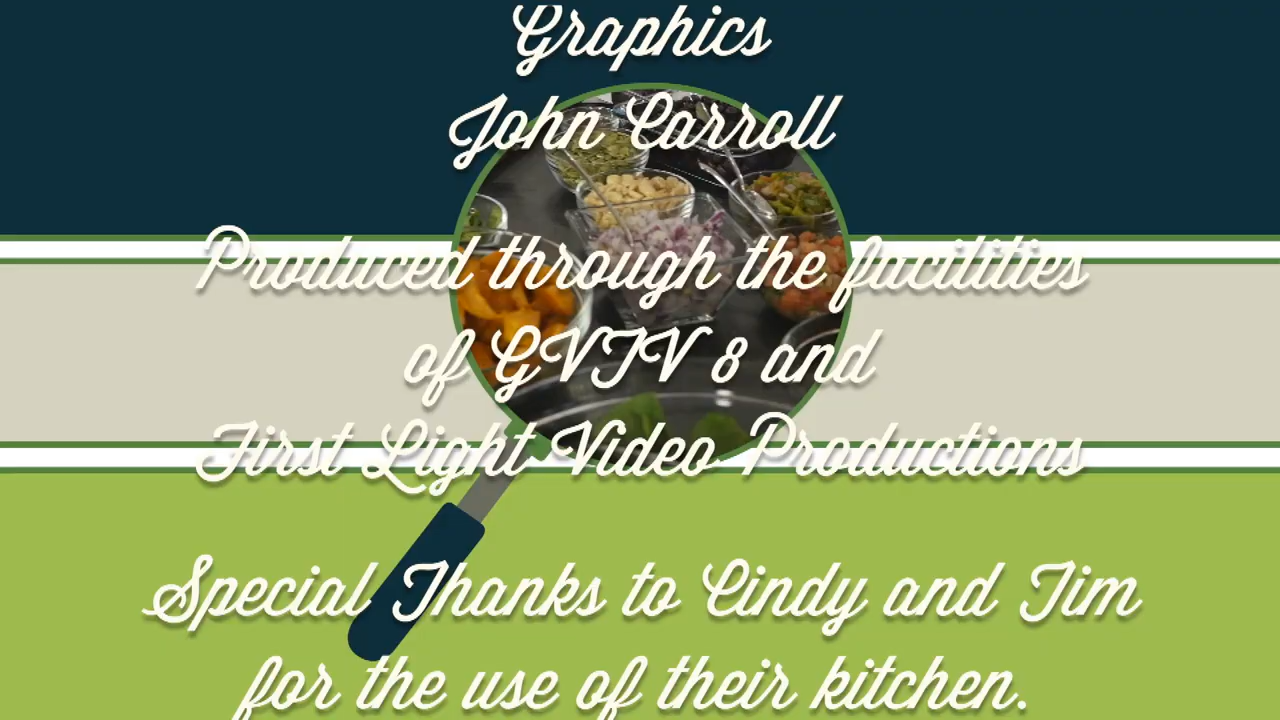 Graphics
John Carroll
Produced through the facilities
of GVTV 8 and
First Light Video Productions
Special Thanks to Cindy and Tim
for the use of their kitchen.